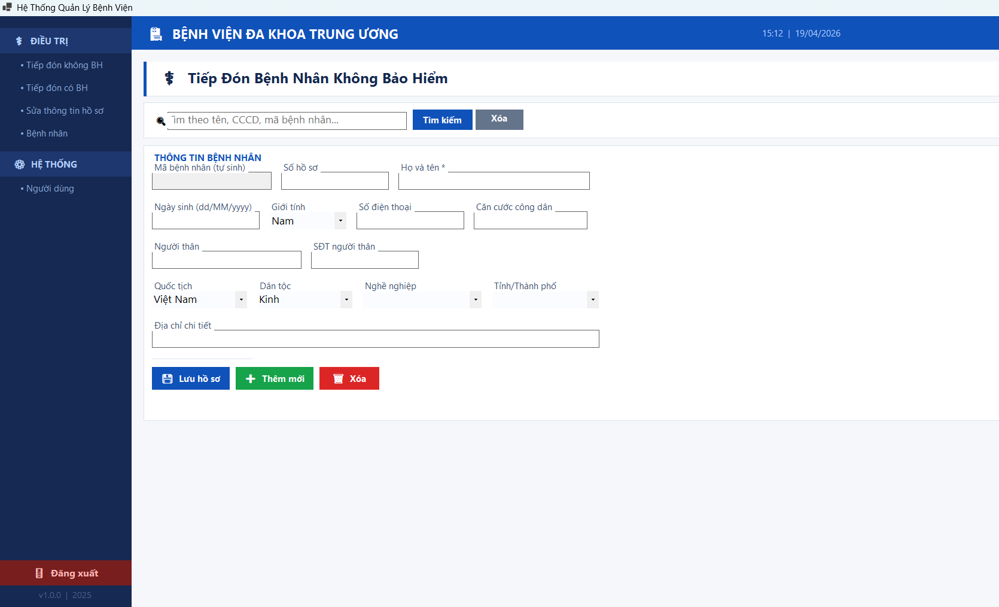 Hệ Thống Quản Lý Bệnh Viện
BỆNH VIỆN ĐA KHOA TRUNG ƯƠNG
15:12 | 19/04/2026
ĐIỀU TRỊ
• Tiếp đón không BH
• Tiếp đón có BH
• Sửa thông tin hồ sơ
• Bệnh nhân
HỆ THỐNG
• Người dùng
Đăng xuất
v1.0.0 | 2025
Tiếp Đón Bệnh Nhân Không Bảo Hiểm
Tìm theo tên, CCCD, mã bệnh nhân...
Tìm kiếm
Xóa
THÔNG TIN BỆNH NHÂN
Mã bệnh nhân (tự sinh) Số hồ sơ Họ và tên *
Ngày sinh (dd/MM/yyyy) Giới tính Số điện thoại Căn cước công dân
Nam
Người thân SĐT người thân
Quốc tịch Dân tộc Nghề nghiệp Tỉnh/Thành phố
Việt Nam Kinh
Địa chỉ chi tiết
Lưu hồ sơ Thêm mới Xóa